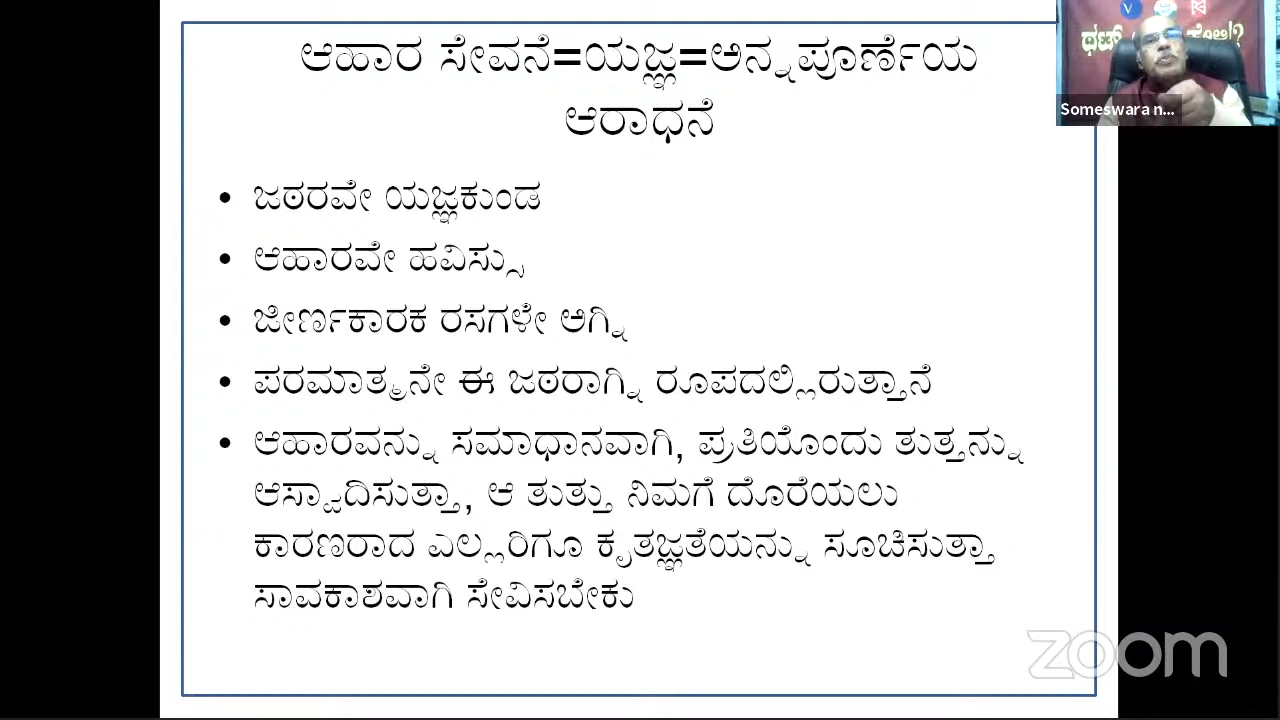 ಆಹಾರ ಸೇವನೆ=ಯಜ್ಞ=ಅನ್ನಪೂರ್ಣೆಯ
ಆರಾಧನೆ
Someswara n...
• ಜಠರವೇ ಯಜ್ಞಕುಂಡ
• ಆಹಾರವೇ ಹವಿಸ್ಸು
• ಜೀರ್ಣಕಾರಕ ರಸಗಳೇ ಅಗ್ನಿ
• ಪರಮಾತ್ಮನೇ ಈ ಜಠರಾಗ್ನಿ ರೂಪದಲ್ಲಿರುತ್ತಾನೆ
• ಆಹಾರವನ್ನು ಸಮಾಧಾನವಾಗಿ, ಪ್ರತಿಯೊಂದು ತುತ್ತನ್ನು
ಆಸ್ವಾದಿಸುತ್ತಾ, ಆ ತುತ್ತು ನಿಮಗೆ ದೊರೆಯಲು
ಕಾರಣರಾದ ಎಲ್ಲರಿಗೂ ಕೃತಜ್ಞತೆಯನ್ನು ಸೂಚಿಸುತ್ತಾ
ಸಾವಕಾಶವಾಗಿ ಸೇವಿಸಬೇಕು
zoom